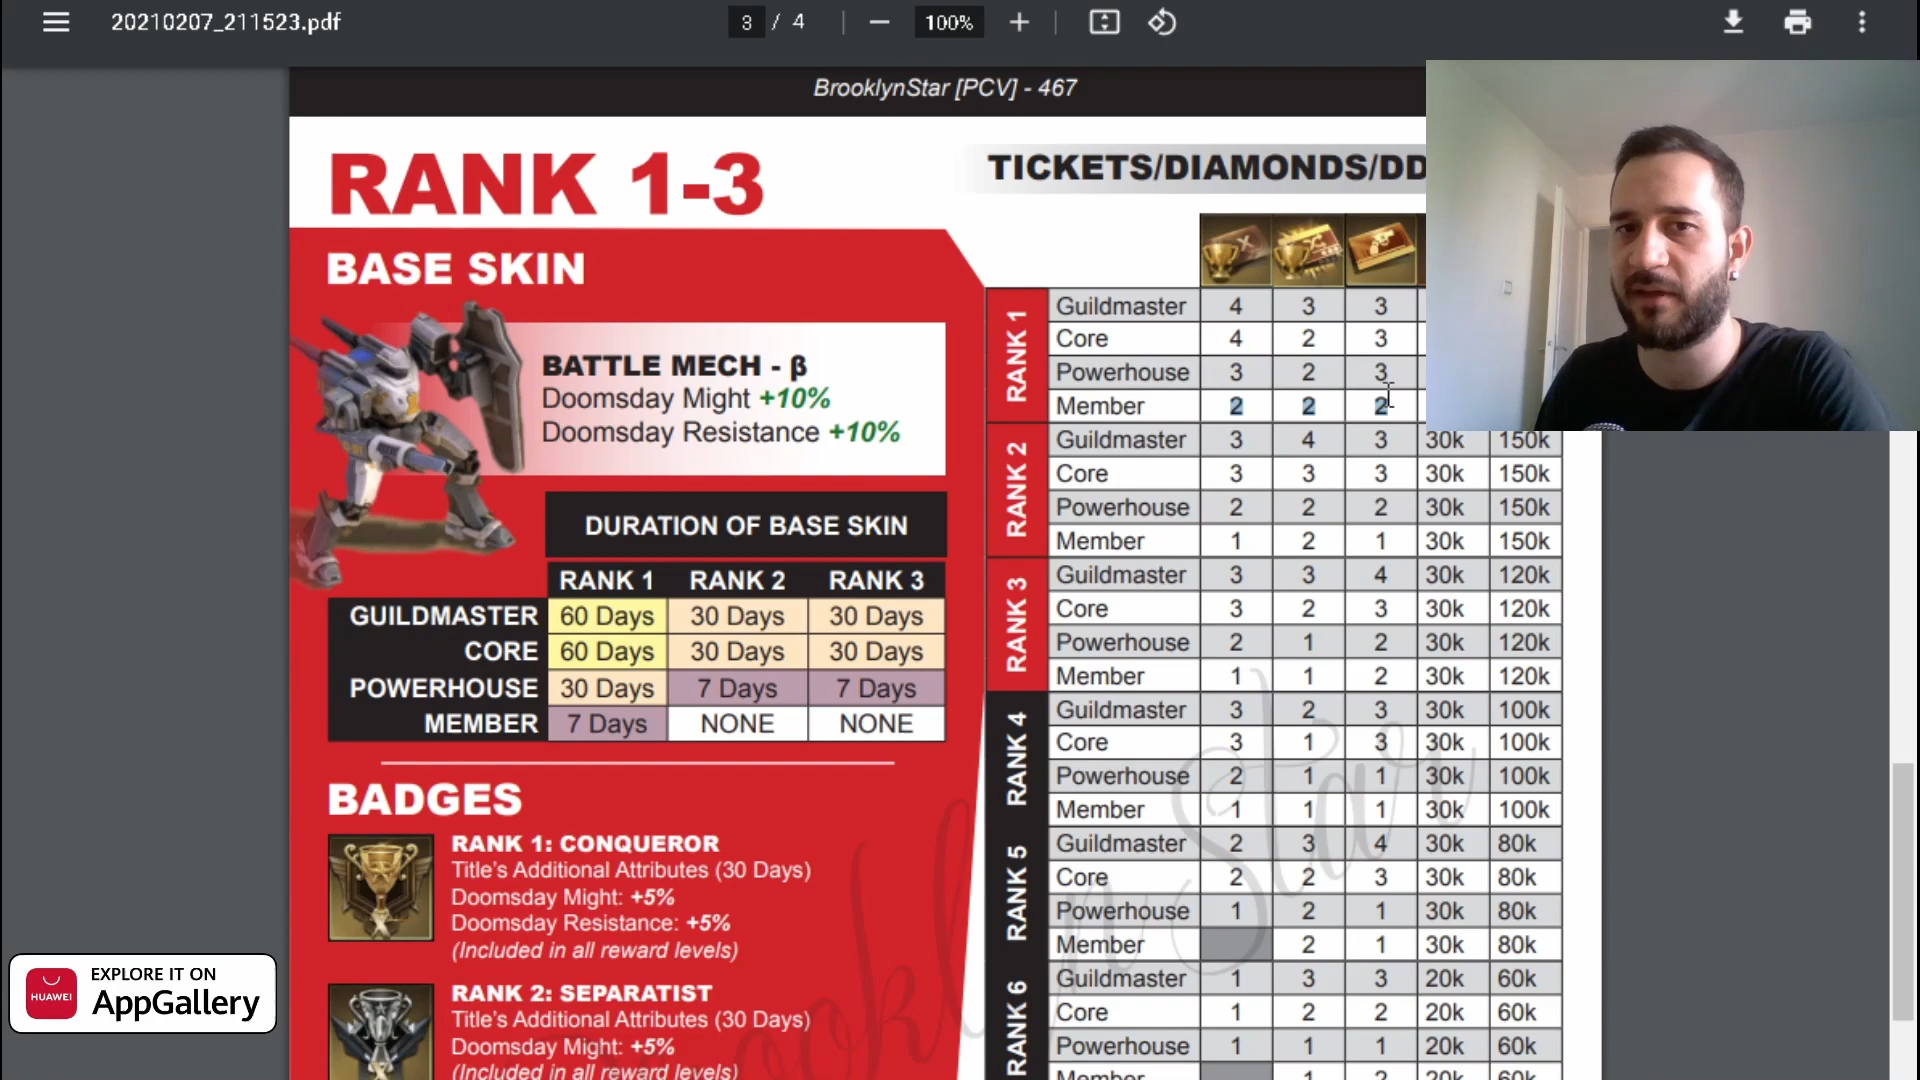 20210207_211523.pdf
3 / 4
100%
BrooklynStar [PCV] - 467
RANK 1-3
BASE SKIN
BATTLE MECH - β
Doomsday Might +10%
Doomsday Resistance +10%
DURATION OF BASE SKIN
RANK 1 RANK 2 RANK 3
GUILDMASTER 60 Days 30 Days 30 Days
CORE 60 Days 30 Days 30 Days
POWERHOUSE 30 Days 7 Days 7 Days
MEMBER 7 Days NONE NONE
BADGES
RANK 1: CONQUEROR
Title's Additional Attributes (30 Days)
Doomsday Might: +5%
Doomsday Resistance: +5%
(Included in all reward levels)
RANK 2: SEPARATIST
Title's Additional Attributes (30 Days)
Doomsday Might: +5%
(Included in all reward levels)
TICKETS/DIAMONDS/DD
RANK 1
Guildmaster 4 3 3
Core 4 2 3
Powerhouse 3 2 3
Member 2 2 2
RANK 2
Guildmaster 3 4 3 30k 150k
Core 3 3 3 30k 150k
Powerhouse 2 2 2 30k 150k
Member 1 2 1 30k 150k
RANK 3
Guildmaster 3 3 4 30k 120k
Core 3 2 3 30k 120k
Powerhouse 2 1 2 30k 120k
Member 1 1 2 30k 120k
RANK 4
Guildmaster 3 2 3 30k 100k
Core 3 1 3 30k 100k
Powerhouse 2 1 1 30k 100k
Member 1 1 1 30k 100k
RANK 5
Guildmaster 2 3 4 30k 80k
Core 2 2 3 30k 80k
Powerhouse 1 2 1 30k 80k
Member 2 1 30k 80k
RANK 6
Guildmaster 1 3 3 20k 60k
Core 1 2 2 20k 60k
Powerhouse 1 1 1 20k 60k
Member 1 2 20k 60k
HUAWEI
EXPLORE IT ON
AppGallery